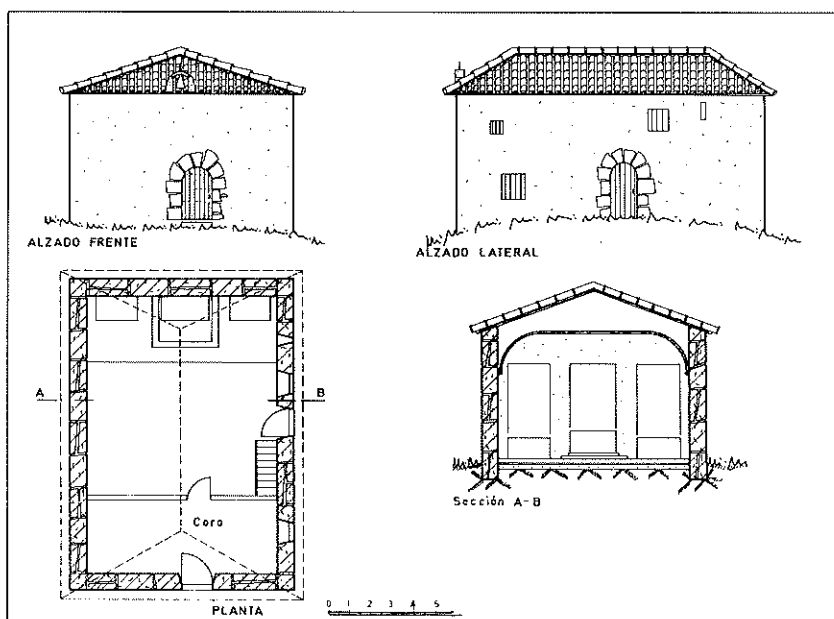 ALZADO FRENTE
ALZADO LATERAL
A
B
Coro
Sección A-B
PLANTA
0 1 2 3 4 5